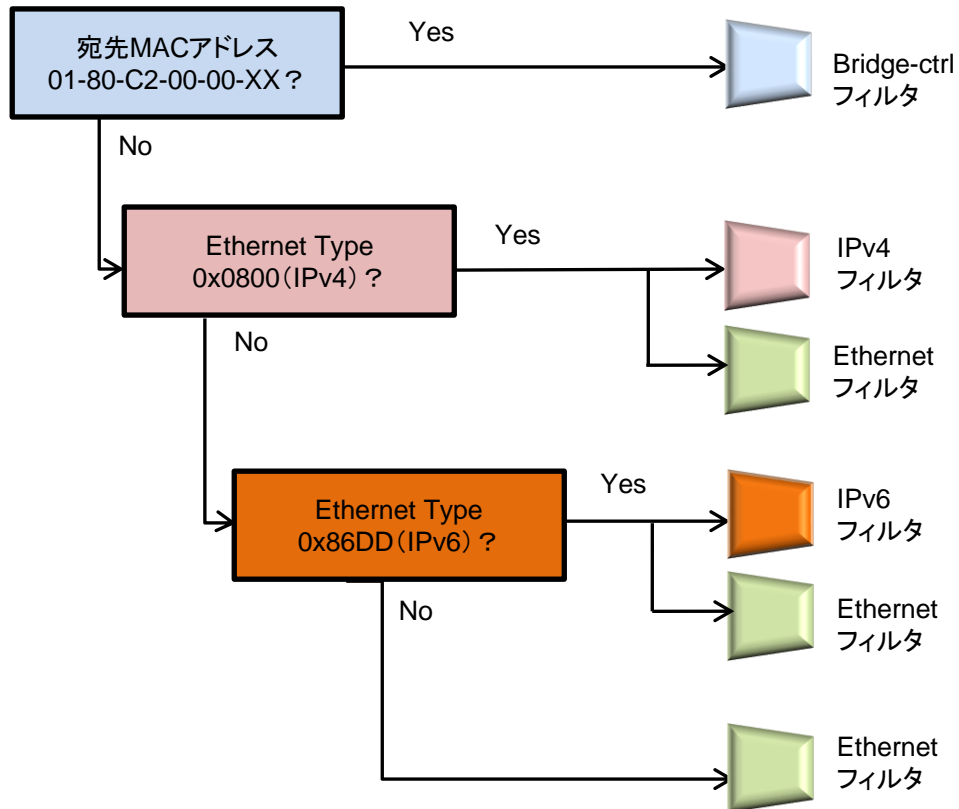 宛先MACアドレス
01-80-C2-00-00-XX？
Yes
Bridge-ctrl
フィルタ
No
Ethernet Type
0x0800（IPv4）？
Yes
IPv4
フィルタ
Ethernet
フィルタ
No
Ethernet Type
0x86DD（IPv6）？
Yes
IPv6
フィルタ
Ethernet
フィルタ
No
Ethernet
フィルタ